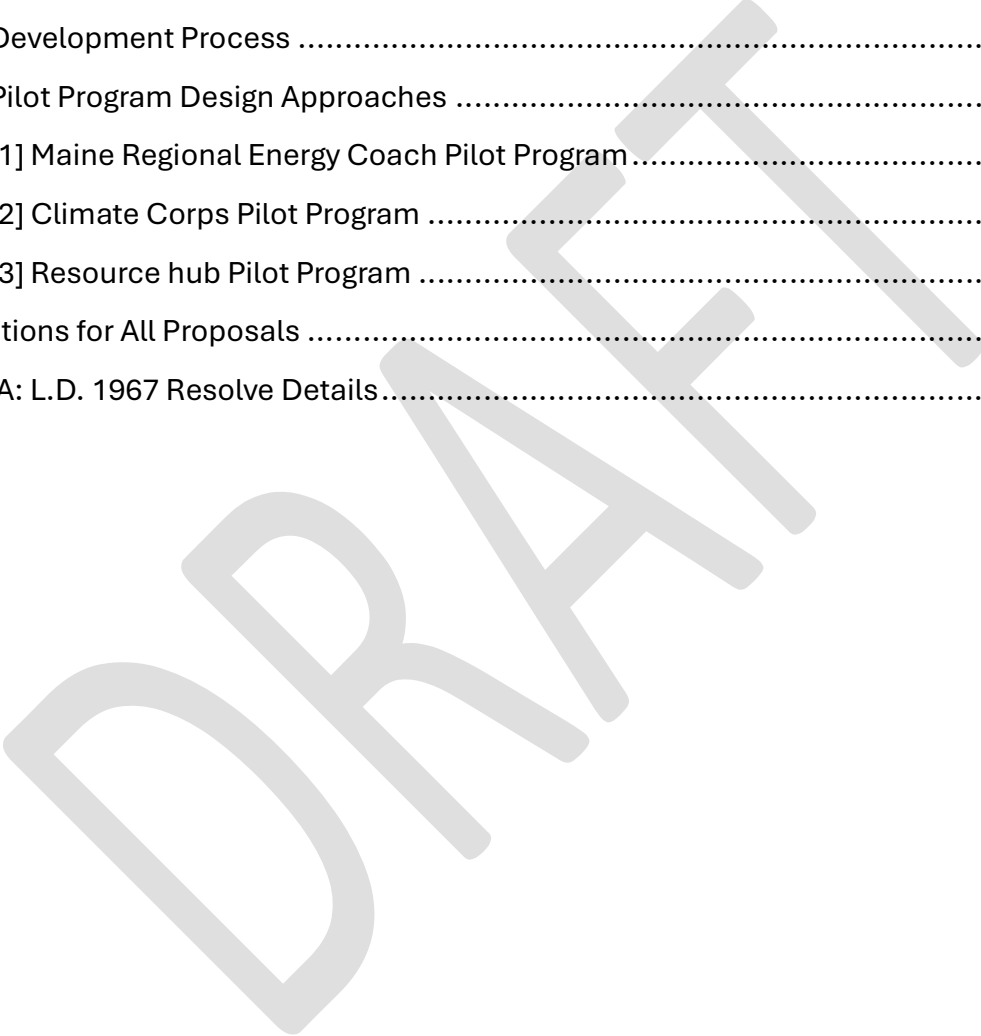 Development Process ........................................................................
Pilot Program Design Approaches ........................................................
1] Maine Regional Energy Coach Pilot Program......................................
2] Climate Corps Pilot Program ............................................................
3] Resource hub Pilot Program .............................................................
tions for All Proposals .........................................................................
A: L.D. 1967 Resolve Details.................................................................
DRAFT